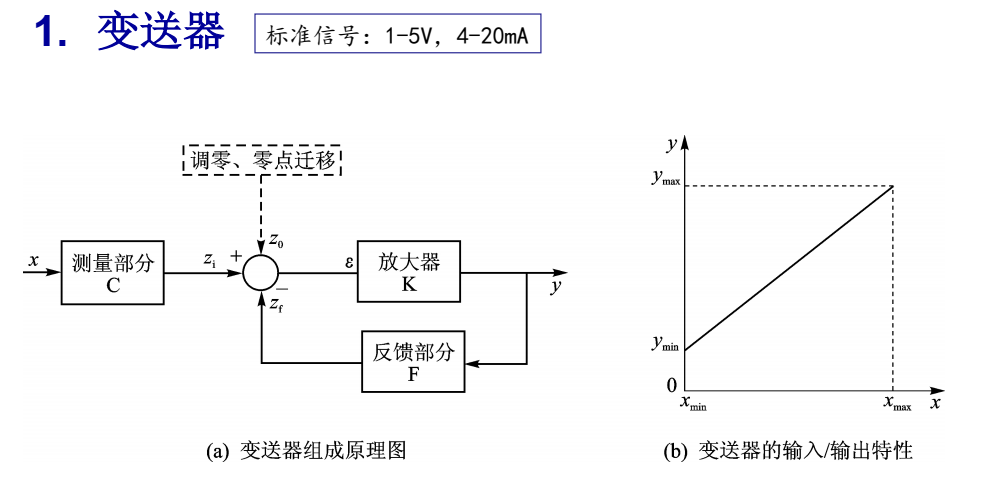 1. 变送器
标准信号：1-5V，4-20mA
调零、零点迁移
x
测量部分
C
zi
+
z0
−
zf
ε
放大器
K
y
反馈部分
F
(a) 变送器组成原理图
y
ymax
ymin
0
xmin
xmax
x
(b) 变送器的输入/输出特性